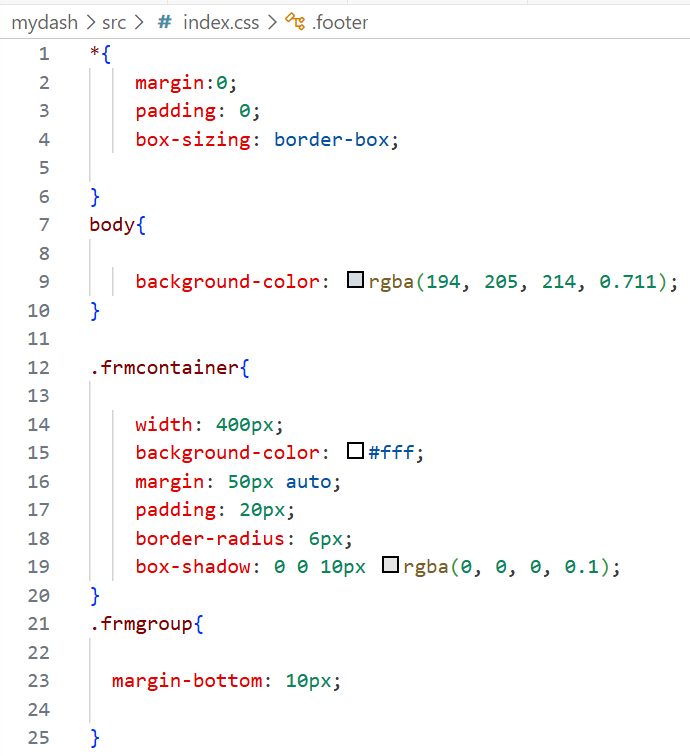 mydash > src > # index.css > .footer
1 *{
2 margin:0;
3 padding: 0;
4 box-sizing: border-box;
5
6 }
7 body{
8
9 background-color: rgba(194, 205, 214, 0.711);
10 }
11
12 .frmcontainer{
13
14 width: 400px;
15 background-color: #fff;
16 margin: 50px auto;
17 padding: 20px;
18 border-radius: 6px;
19 box-shadow: 0 0 10px rgba(0, 0, 0, 0.1);
20 }
21 .frmgroup{
22
23 margin-bottom: 10px;
24
25 }